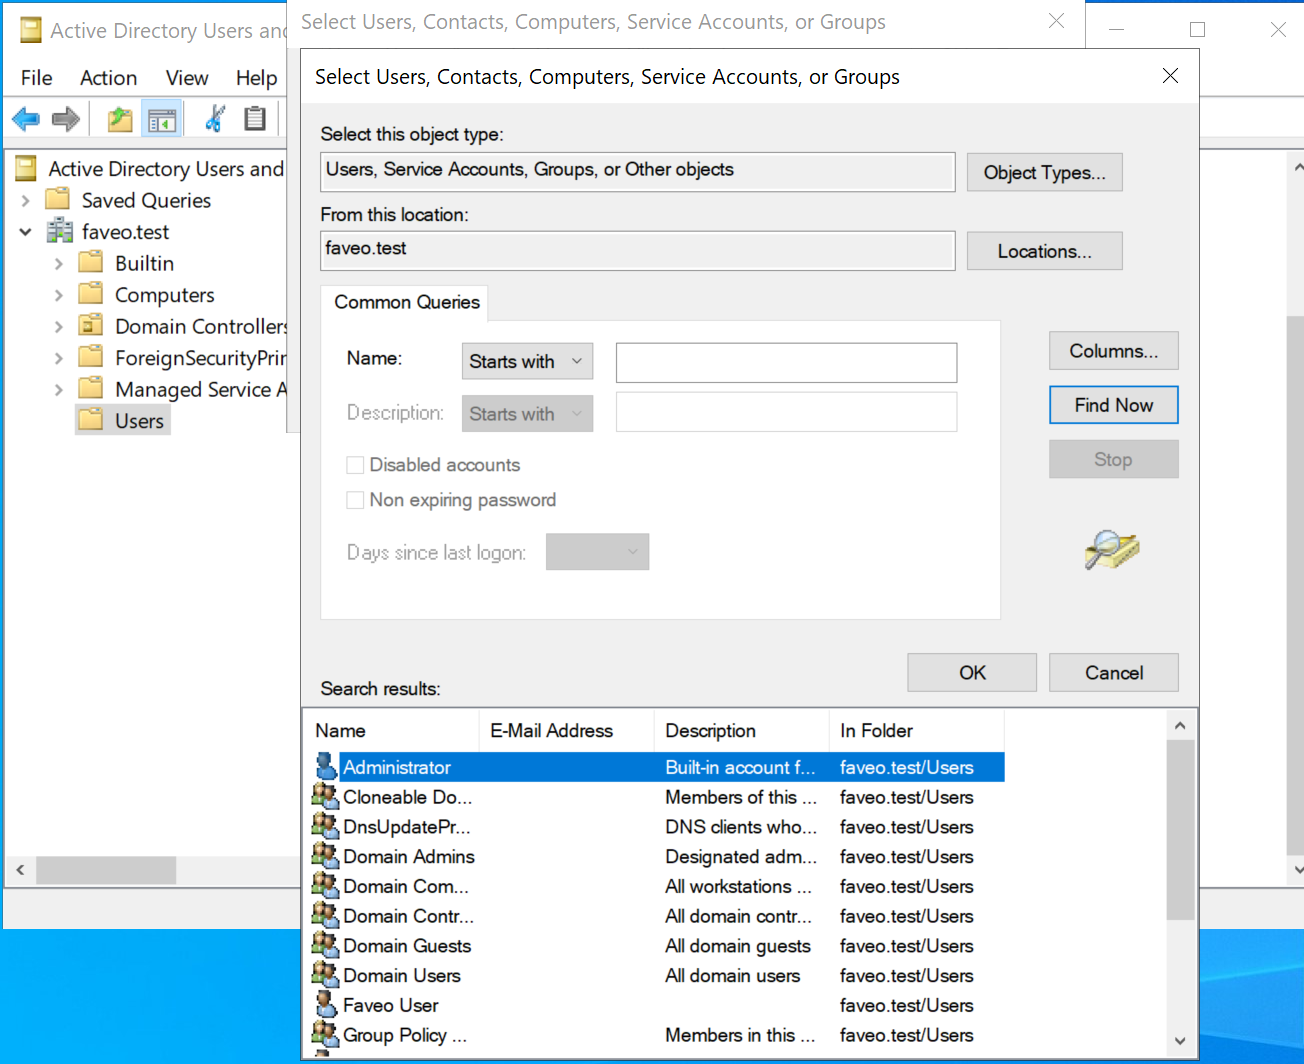 Active Directory Users and
Select Users, Contacts, Computers, Service Accounts, or Groups
File Action View Help
Active Directory Users and
Saved Queries
faveo.test
Builtin
Computers
Domain Controllers
ForeignSecurityPrin
Managed Service A
Users
Select Users, Contacts, Computers, Service Accounts, or Groups
Select this object type:
Users, Service Accounts, Groups, or Other objects
Object Types...
From this location:
faveo.test
Locations...
Common Queries
Name: Starts with
Description: Starts with
Disabled accounts
Non expiring password
Days since last logon:
Columns...
Find Now
Stop
OK Cancel
Search results:
Name E-Mail Address Description In Folder
Administrator Built-in account f... faveo.test/Users
Cloneable Do... Members of this ... faveo.test/Users
DnsUpdatePr... DNS clients who... faveo.test/Users
Domain Admins Designated adm... faveo.test/Users
Domain Com... All workstations ... faveo.test/Users
Domain Contr... All domain contr... faveo.test/Users
Domain Guests All domain guests faveo.test/Users
Domain Users All domain users faveo.test/Users
Faveo User faveo.test/Users
Group Policy ... Members in this ... faveo.test/Users